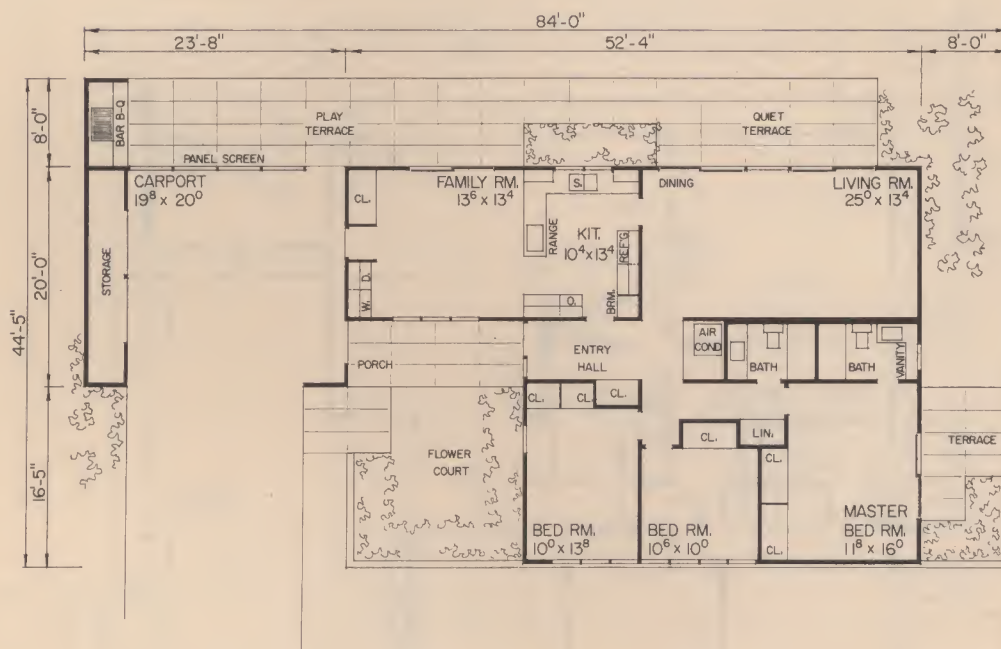 84'-0"
23'-8"
52'-4"
8'-0"
8'-0"
20'-0"
44'-5"
16'-5"
BAR B-Q
PLAY
TERRACE
QUIET
TERRACE
PANEL SCREEN
CARPORT
19⁸ x 20⁰
STORAGE
CL.
FAMILY RM.
13⁶ x 13⁴
S.
RANGE
KIT.
10⁴ x 13⁴
REF'G
DINING
LIVING RM.
25⁰ x 13⁴
D.
W.
O.
BRM.
PORCH
ENTRY
HALL
AIR
COND
BATH
BATH
VANITY
CL.
CL.
CL.
CL.
LIN.
FLOWER
COURT
CL.
CL.
TERRACE
BED RM.
10⁰ x 13⁸
BED RM.
10⁶ x 10⁰
MASTER
BED RM.
11⁸ x 16⁰